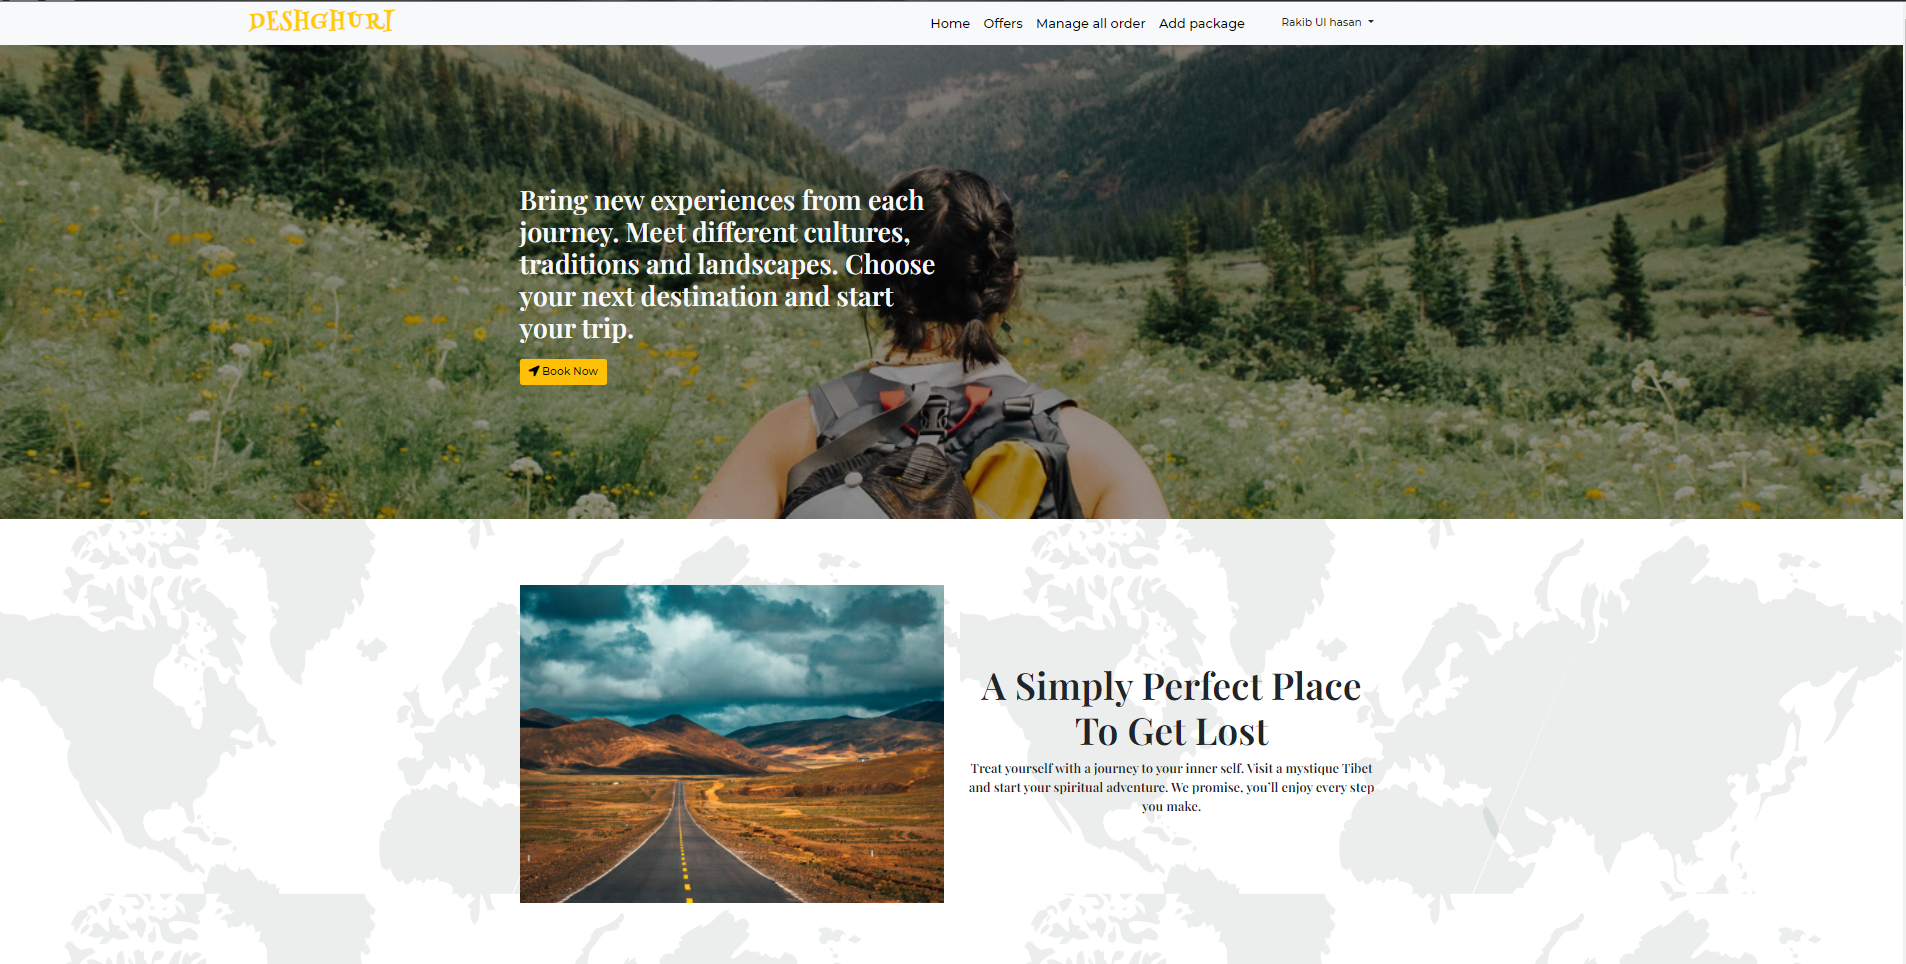 DESHGHURI
Home Offers Manage all order Add package Rakib Ul hasan
Bring new experiences from each
journey. Meet different cultures,
traditions and landscapes. Choose
your next destination and start
your trip.
Book Now
A Simply Perfect Place
To Get Lost
Treat yourself with a journey to your inner self. Visit a mystique Tibet
and start your spiritual adventure. We promise, you'll enjoy every step
you make.